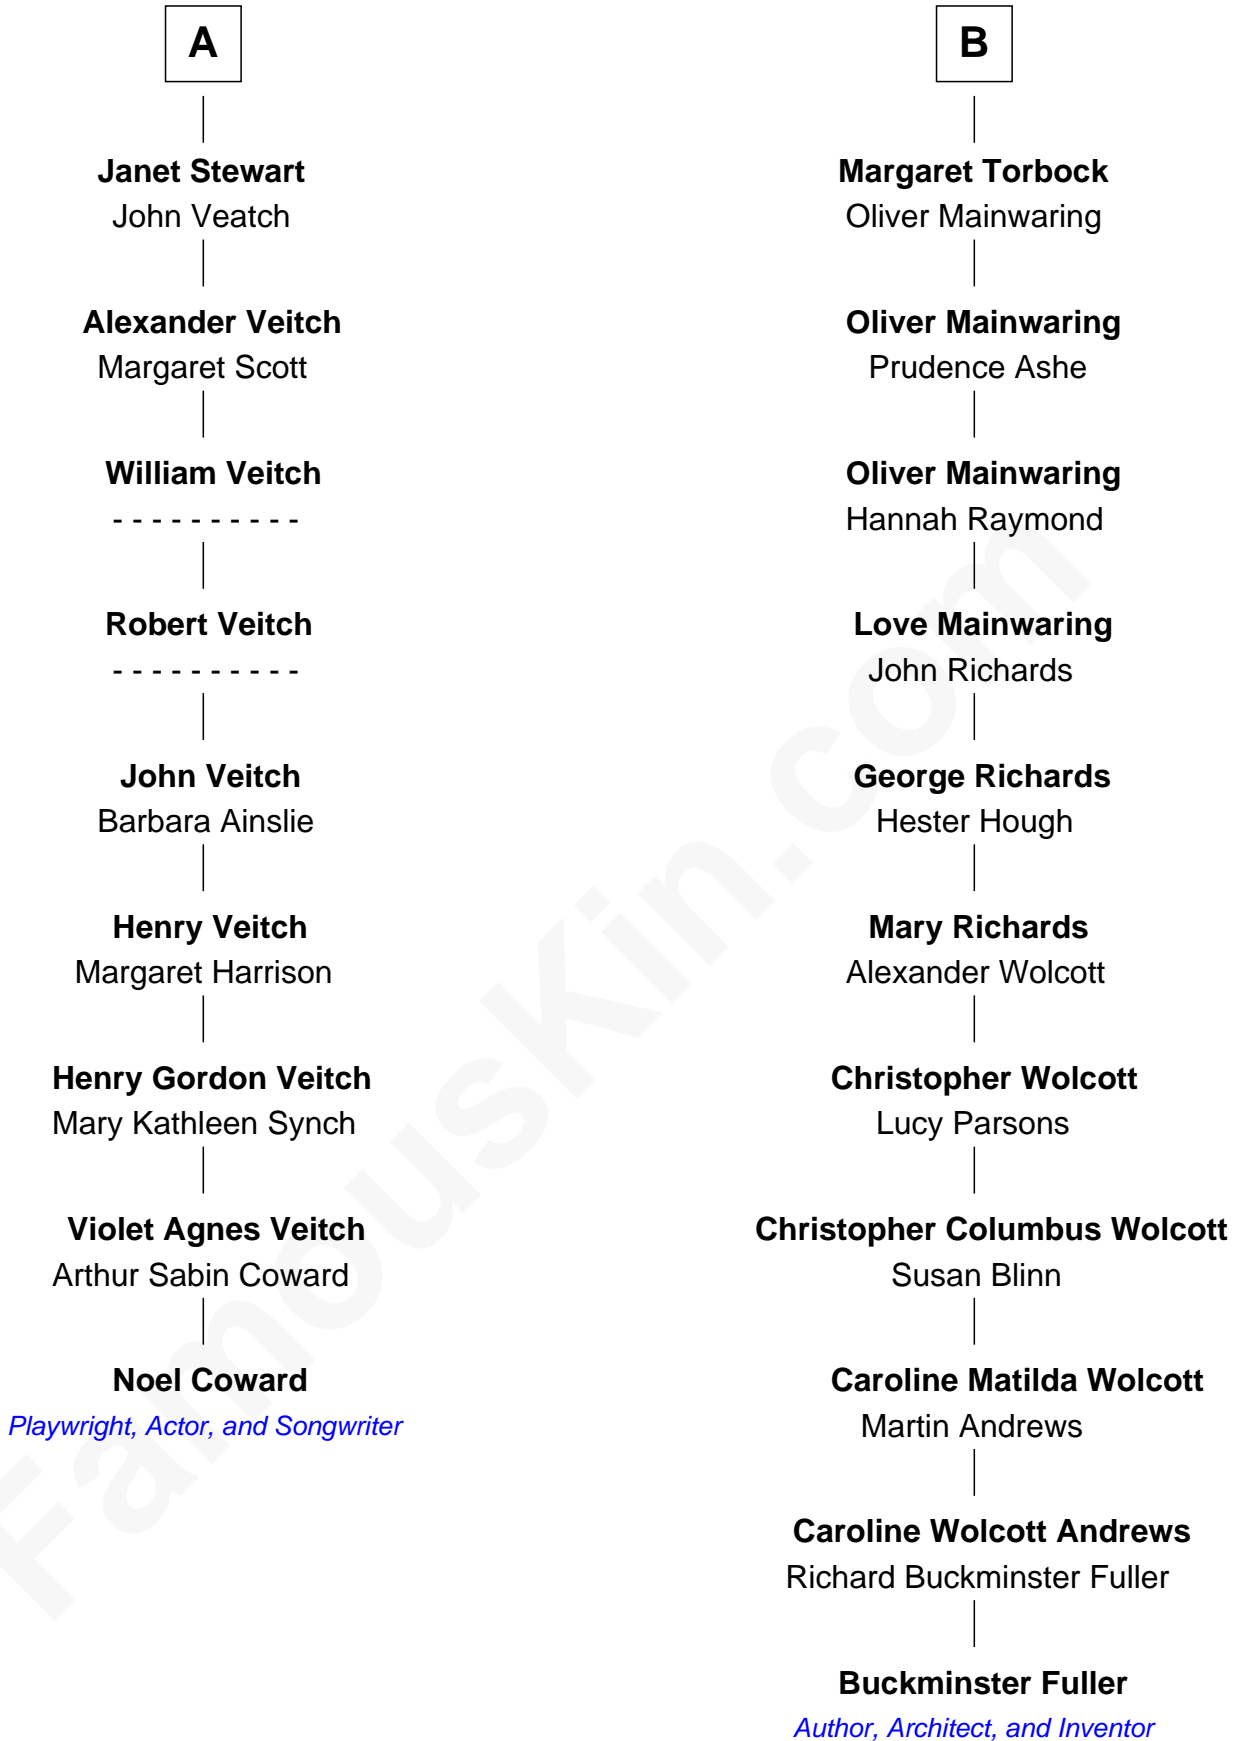 A
Janet Stewart
John Veatch
Alexander Veitch
Margaret Scott
William Veitch
- - - - - - - - - -
Robert Veitch
- - - - - - - - - -
John Veitch
Barbara Ainslie
Henry Veitch
Margaret Harrison
Henry Gordon Veitch
Mary Kathleen Synch
Violet Agnes Veitch
Arthur Sabin Coward
Noel Coward
Playwright, Actor, and Songwriter
B
Margaret Torbock
Oliver Mainwaring
Oliver Mainwaring
Prudence Ashe
Oliver Mainwaring
Hannah Raymond
Love Mainwaring
John Richards
George Richards
Hester Hough
Mary Richards
Alexander Wolcott
Christopher Wolcott
Lucy Parsons
Christopher Columbus Wolcott
Susan Blinn
Caroline Matilda Wolcott
Martin Andrews
Caroline Wolcott Andrews
Richard Buckminster Fuller
Buckminster Fuller
Author, Architect, and Inventor
FamousKin.com